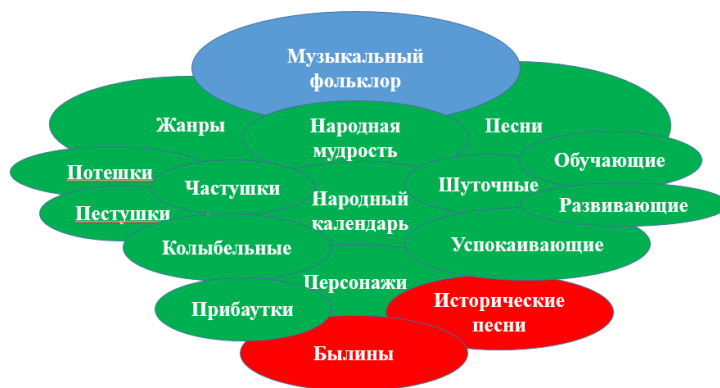 Музыкальный
фольклор
Жанры
Народная
мудрость
Песни
Потешки
Частушки
Шуточные
Обучающие
Пестушки
Народный
календарь
Развивающие
Колыбельные
Успокаивающие
Персонажи
Прибаутки
Исторические
песни
Былины